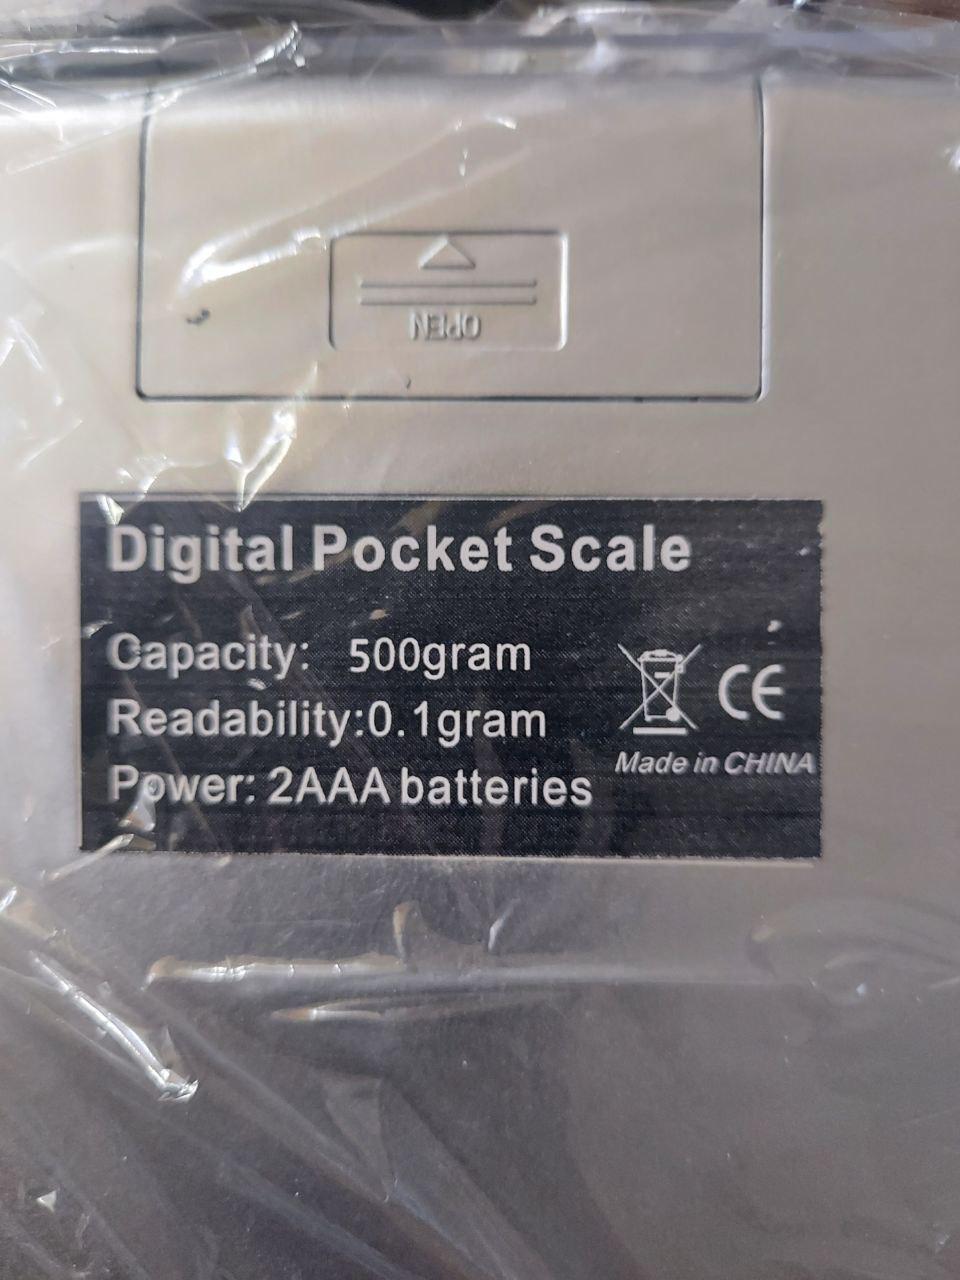 OPEN
Digital Pocket Scale
Capacity: 500gram
Readability:0.1gram
Power: 2AAA batteries
CE
Made in CHINA